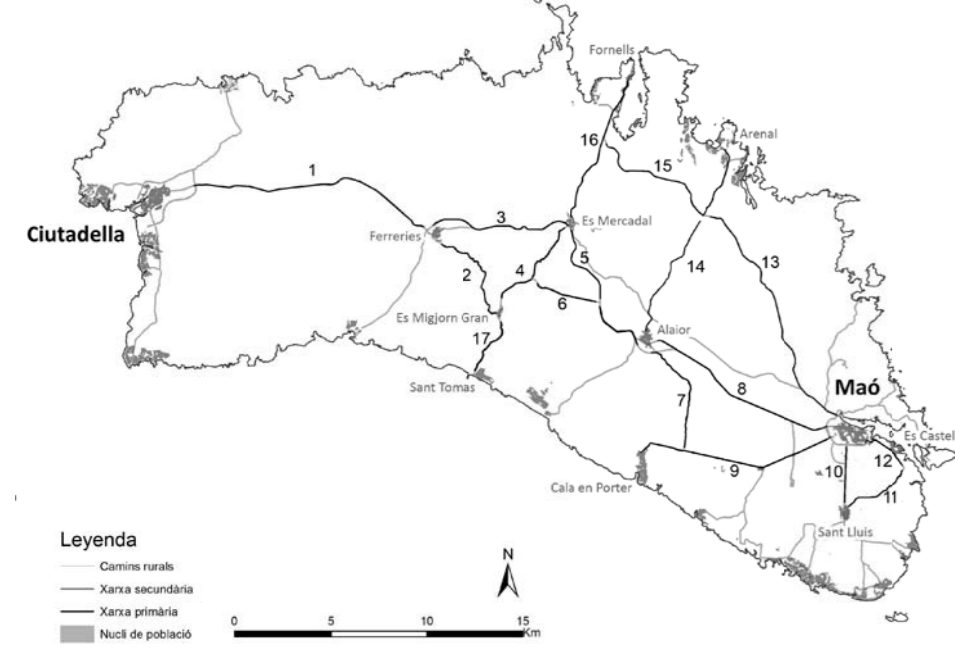 Fornells
16
Arenal
15
1
Ciutadella
3
Es Mercadal
Ferreries
2
4
5
14
13
6
Es Migjorn Gran
17
Alaior
Sant Tomas
8
Maó
7
Es Castel
12
9
10
Cala en Porter
11
Sant Lluis
Leyenda
Camins rurals
Xarxa secundària
Xarxa primària
Nucli de població
N
0 5 10 15
Km